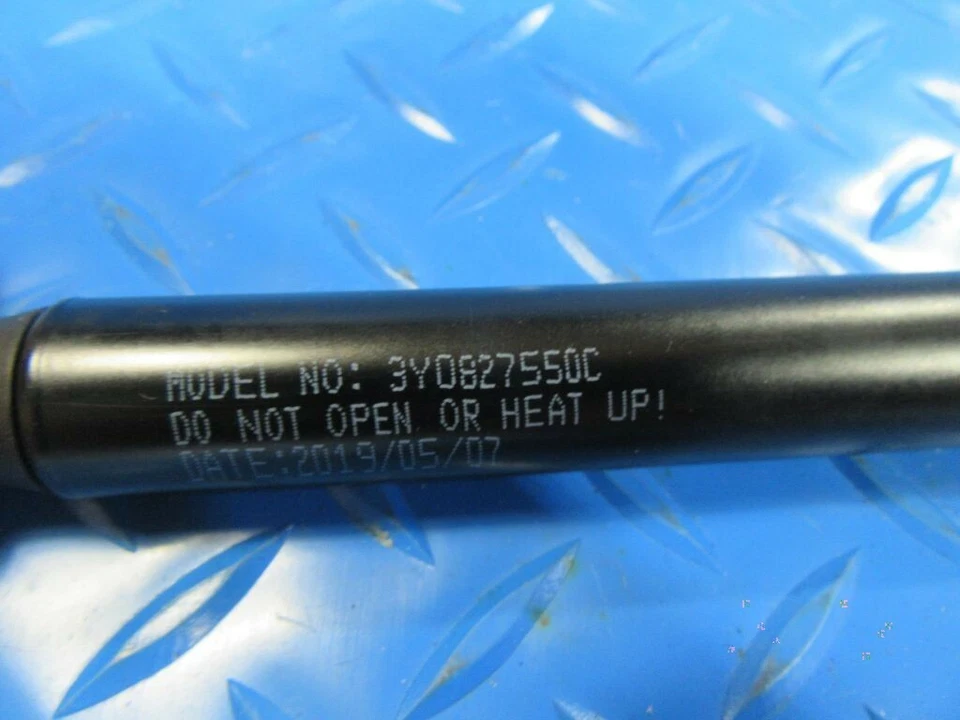 MODEL NO: 3Y0827550C
DO NOT OPEN OR HEAT UP!
DATE:2019/05/07